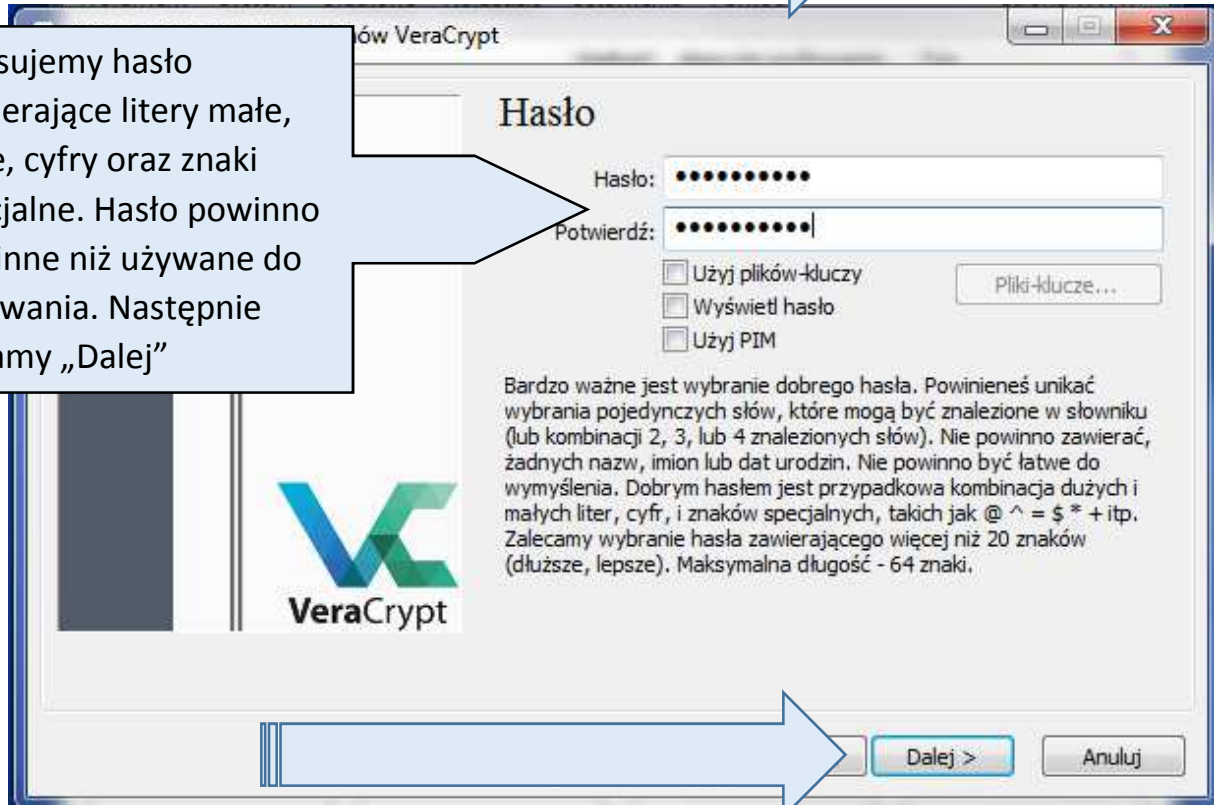 ów VeraCrypt
sujemy hasło
erające litery małe,
e, cyfry oraz znaki
cjalne. Hasło powinno
inne niż używane do
wania. Następnie
amy „Dalej”
Hasło
Hasło: ••••••••••
Potwierdź: ••••••••••
Użyj plików-kluczy
Pliki-klucze...
Wyświetl hasło
Użyj PIM
Bardzo ważne jest wybranie dobrego hasła. Powinieneś unikać
wybrania pojedynczych słów, które mogą być znalezione w słowniku
(lub kombinacji 2, 3, lub 4 znalezionych słów). Nie powinno zawierać,
żadnych nazw, imion lub dat urodzin. Nie powinno być łatwe do
wymyślenia. Dobrym hasłem jest przypadkowa kombinacja dużych i
małych liter, cyfr, i znaków specjalnych, takich jak @ ^ = $ * + itp.
Zalecamy wybranie hasła zawierającego więcej niż 20 znaków
(dłuższe, lepsze). Maksymalna długość - 64 znaki.
VeraCrypt
Dalej >
Anuluj